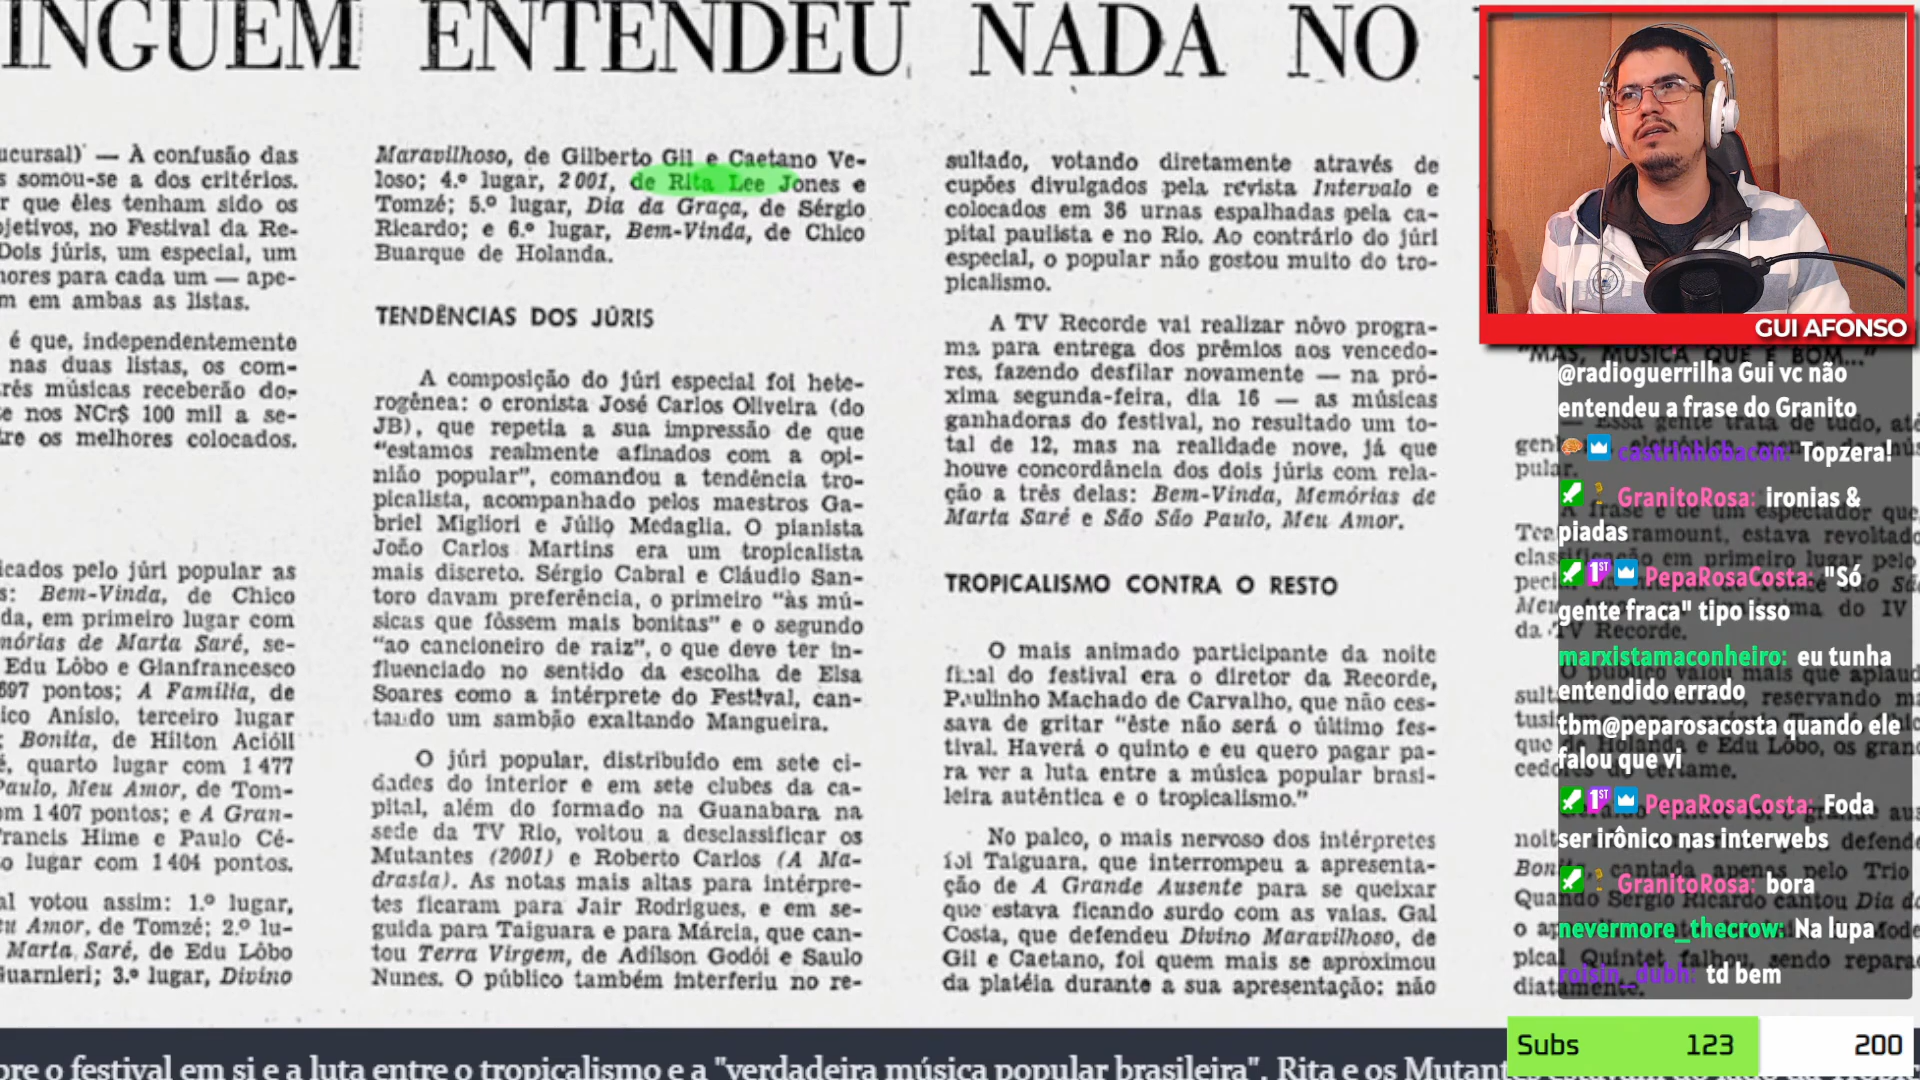 INGUEM ENTENDEU NADA NO
ucursal) — A confusão das
s somou-se a dos critérios.
r que êles tenham sido os
bjetivos, no Festival da Re-
Dois júris, um especial, um
hores para cada um — ape-
m em ambas as listas.
é que, independentemente
nas duas listas, os com-
três músicas receberão do-
e nos NCr$ 100 mil a se-
tre os melhores colocados.
icados pelo júri popular as
s: Bem-Vinda, de Chico
da, em primeiro lugar com
mórias de Marta Saré, se-
Edu Lôbo e Gianfrancesco
697 pontos; A Família, de
ico Anísio, terceiro lugar
; Bonita, de Hilton Acióli
é, quarto lugar com 1 477
Paulo, Meu Amor, de Tom-
om 1 407 pontos; e A Gran-
Francis Hime e Paulo Cé-
o lugar com 1 404 pontos.
al votou assim: 1.º lugar,
eu Amor, de Tomzé; 2.º lu-
Marta Saré, de Edu Lôbo
Guarnieri; 3.º lugar, Divino
Maravilhoso, de Gilberto Gil e Caetano Ve-
loso; 4.º lugar, 2 001, de Rita Lee Jones e
Tomzé; 5.º lugar, Dia da Graça, de Sérgio
Ricardo; e 6.º lugar, Bem-Vinda, de Chico
Buarque de Holanda.
TENDÊNCIAS DOS JÚRIS
A composição do júri especial foi hete-
rogênea: o cronista José Carlos Oliveira (do
JB), que repetia a sua impressão de que
“estamos realmente afinados com a opi-
nião popular”, comandou a tendência tro-
picalista, acompanhado pelos maestros Ga-
briel Migliori e Júlio Medaglia. O pianista
João Carlos Martins era um tropicalista
mais discreto. Sérgio Cabral e Cláudio San-
toro davam preferência, o primeiro “às mú-
sicas que fôssem mais bonitas” e o segundo
“ao cancioneiro de raiz”, o que deve ter in-
fluenciado no sentido da escolha de Elsa
Soares como a intérprete do Festival, can-
tando um sambão exaltando Mangueira.
O júri popular, distribuído em sete ci-
dades do interior e em sete clubes da ca-
pital, além do formado na Guanabara na
sede da TV Rio, voltou a desclassificar os
Mutantes (2001) e Roberto Carlos (A Ma-
drasta). As notas mais altas para intérpre-
tes ficaram para Jair Rodrigues, e em se-
guida para Taiguara e para Márcia, que can-
tou Terra Virgem, de Adilson Godói e Saulo
Nunes. O público também interferiu no re-
sultado, votando diretamente através de
cupões divulgados pela revista Intervalo e
colocados em 36 urnas espalhadas pela ca-
pital paulista e no Rio. Ao contrário do júri
especial, o popular não gostou muito do tro-
picalismo.
A TV Recorde vai realizar nôvo progra-
ma para entrega dos prêmios aos vencedo-
res, fazendo desfilar novamente — na pró-
xima segunda-feira, dia 16 — as músicas
ganhadoras do festival, no resultado um to-
tal de 12, mas na realidade nove, já que
houve concordância dos dois júris com rela-
ção a três delas: Bem-Vinda, Memórias de
Marta Saré e São São Paulo, Meu Amor.
TROPICALISMO CONTRA O RESTO
O mais animado participante da noite
final do festival era o diretor da Recorde,
Paulinho Machado de Carvalho, que não ces-
sava de gritar “êste não será o último fes-
tival. Haverá o quinto e eu quero pagar pa-
ra ver a luta entre a música popular brasi-
leira autêntica e o tropicalismo.”
No palco, o mais nervoso dos intérpretes
foi Taiguara, que interrompeu a apresenta-
ção de A Grande Ausente para se queixar
que estava ficando surdo com as vaias. Gal
Costa, que defendeu Divino Maravilhoso, de
Gil e Caetano, foi quem mais se aproximou
da platéia durante a sua apresentação: não
GUI AFONSO
"MAS, MÚSICA QUE É BOM..."
@radioguerrilha Gui vc não
entendeu a frase do Granito
castrinhobacon: Topzera!
GranitoRosa: ironias &
piadas
PepaRosaCosta: "Só
gente fraca" tipo isso
marxistamaconheiro: eu tunha
entendido errado
tbm@peparosacosta quando ele
falou que vi
PepaRosaCosta: Foda
ser irônico nas interwebs
GranitoRosa: bora
nevermore_thecrow: Na lupa
roisin_dubh: td bem
Subs 123 200
bre o festival em si e a luta entre o tropicalismo e a "verdadeira música popular brasileira". Rita e os Mutant